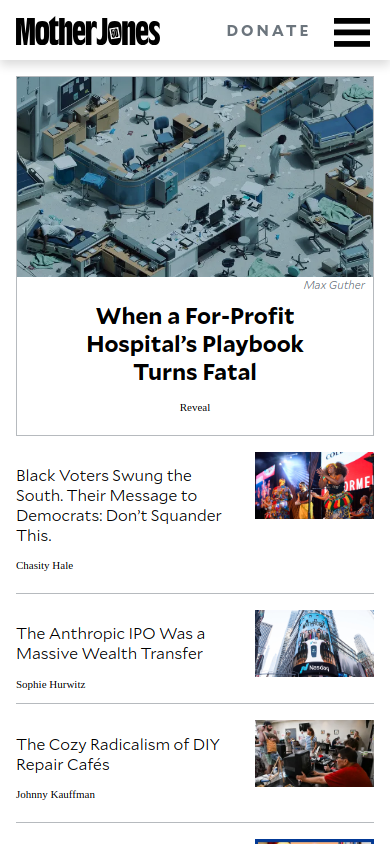 Mother Jones
DONATE
Max Guther
When a For-Profit
Hospital's Playbook
Turns Fatal
Reveal
Black Voters Swung the
South. Their Message to
Democrats: Don't Squander
This.
Chasity Hale
The Anthropic IPO Was a
Massive Wealth Transfer
Sophie Hurwitz
Nasdaq
The Cozy Radicalism of DIY
Repair Cafés
Johnny Kauffman